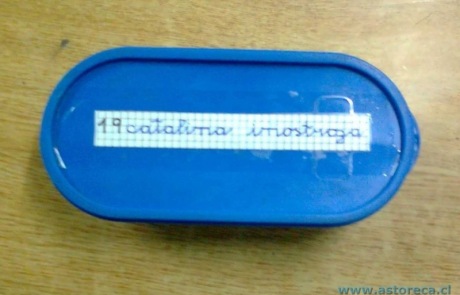 19 catalina inostroza
www.astoreca.cl